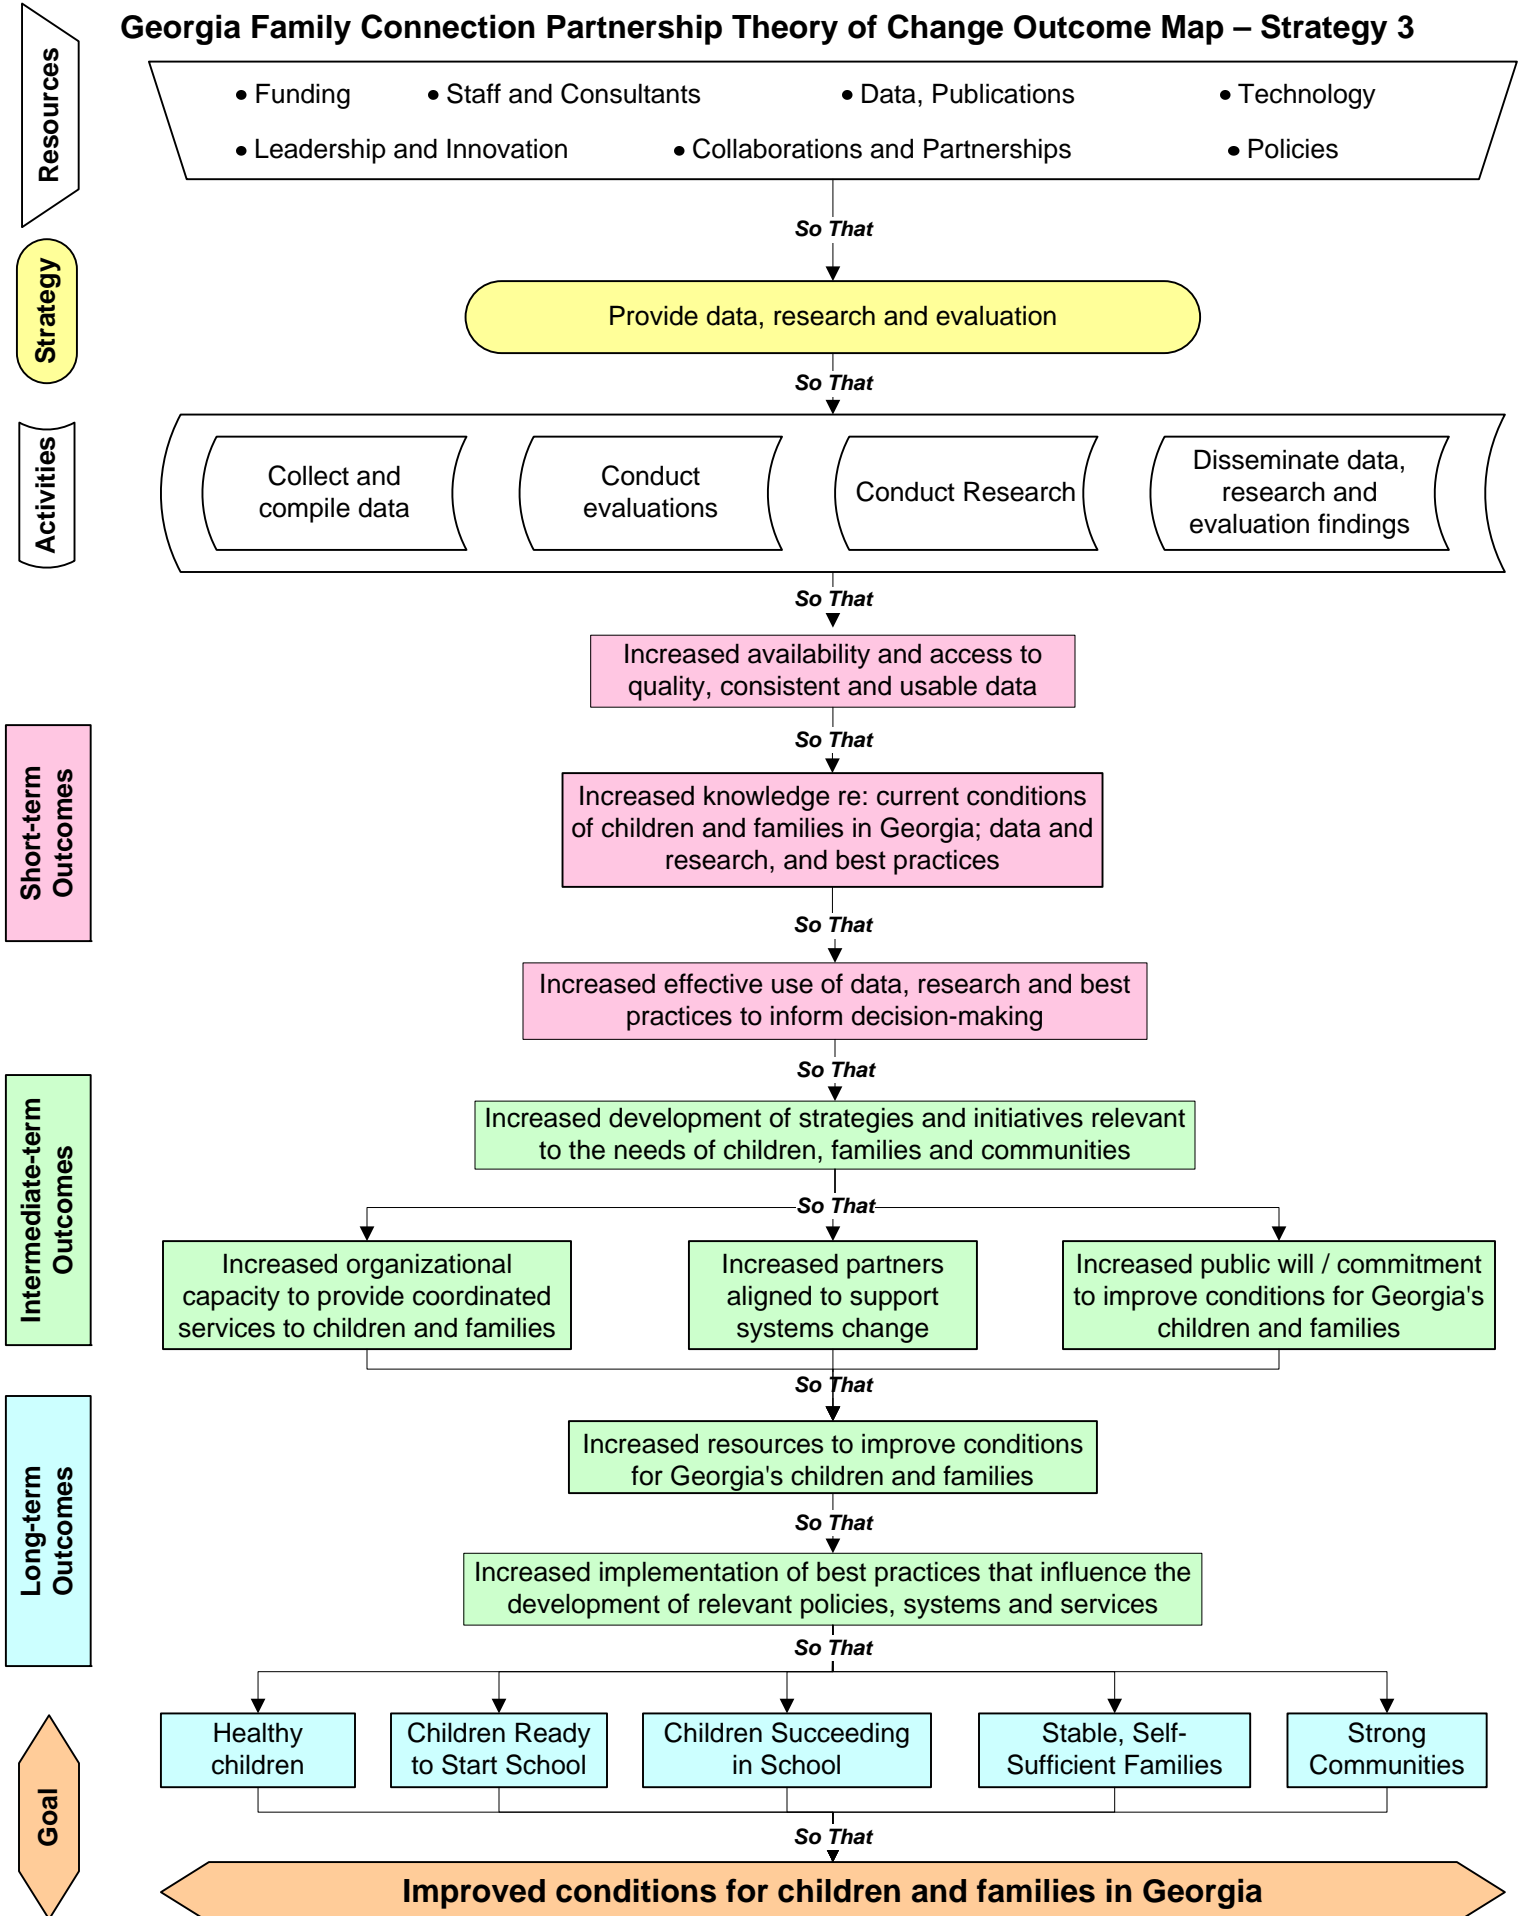 Georgia Family Connection Partnership Theory of Change Outcome Map – Strategy 3
Resources
• Funding • Staff and Consultants • Data, Publications • Technology
• Leadership and Innovation • Collaborations and Partnerships • Policies
So That
Strategy
Provide data, research and evaluation
So That
Activities
Collect and
compile data
Conduct
evaluations
Conduct Research
Disseminate data,
research and
evaluation findings
So That
Increased availability and access to
quality, consistent and usable data
So That
Short-term
Outcomes
Increased knowledge re: current conditions
of children and families in Georgia; data and
research, and best practices
So That
Increased effective use of data, research and best
practices to inform decision-making
So That
Intermediate-term
Outcomes
Increased development of strategies and initiatives relevant
to the needs of children, families and communities
So That
Increased organizational
capacity to provide coordinated
services to children and families
Increased partners
aligned to support
systems change
Increased public will / commitment
to improve conditions for Georgia's
children and families
So That
Long-term
Outcomes
Increased resources to improve conditions
for Georgia's children and families
So That
Increased implementation of best practices that influence the
development of relevant policies, systems and services
So That
Healthy
children
Children Ready
to Start School
Children Succeeding
in School
Stable, Self-
Sufficient Families
Strong
Communities
Goal
So That
Improved conditions for children and families in Georgia